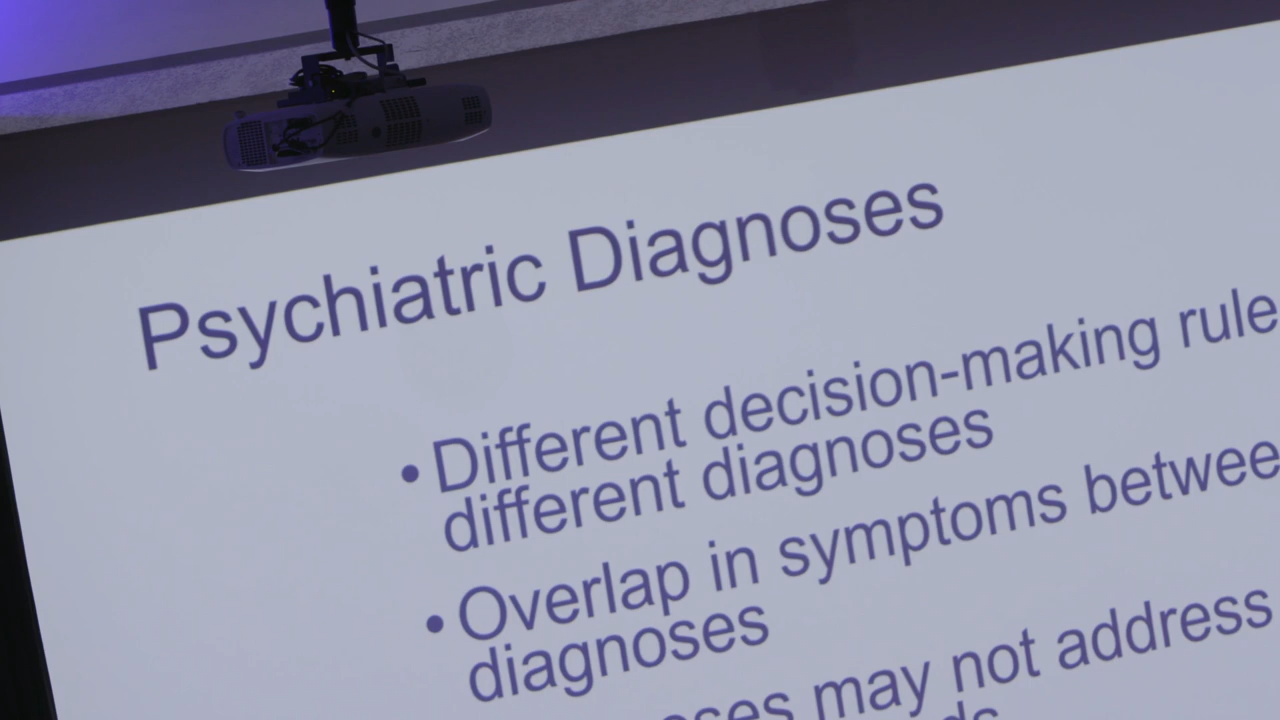 Psychiatric Diagnoses
• Different decision-making rule
different diagnoses
• Overlap in symptoms betwee
diagnoses
may not address